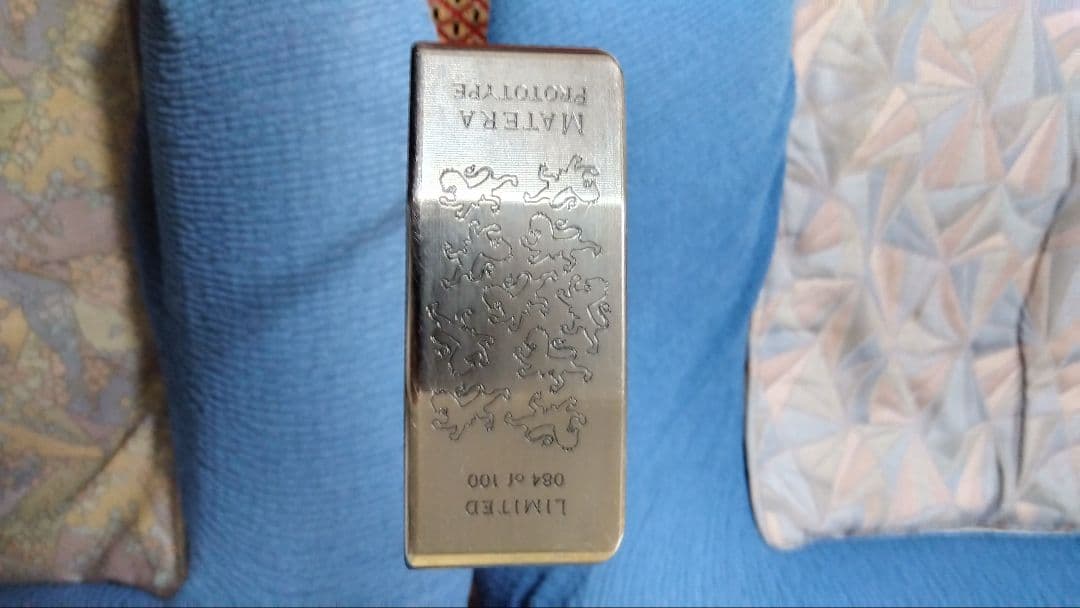 LIMITED
084 of 100
MATERA
PROTOTYPE